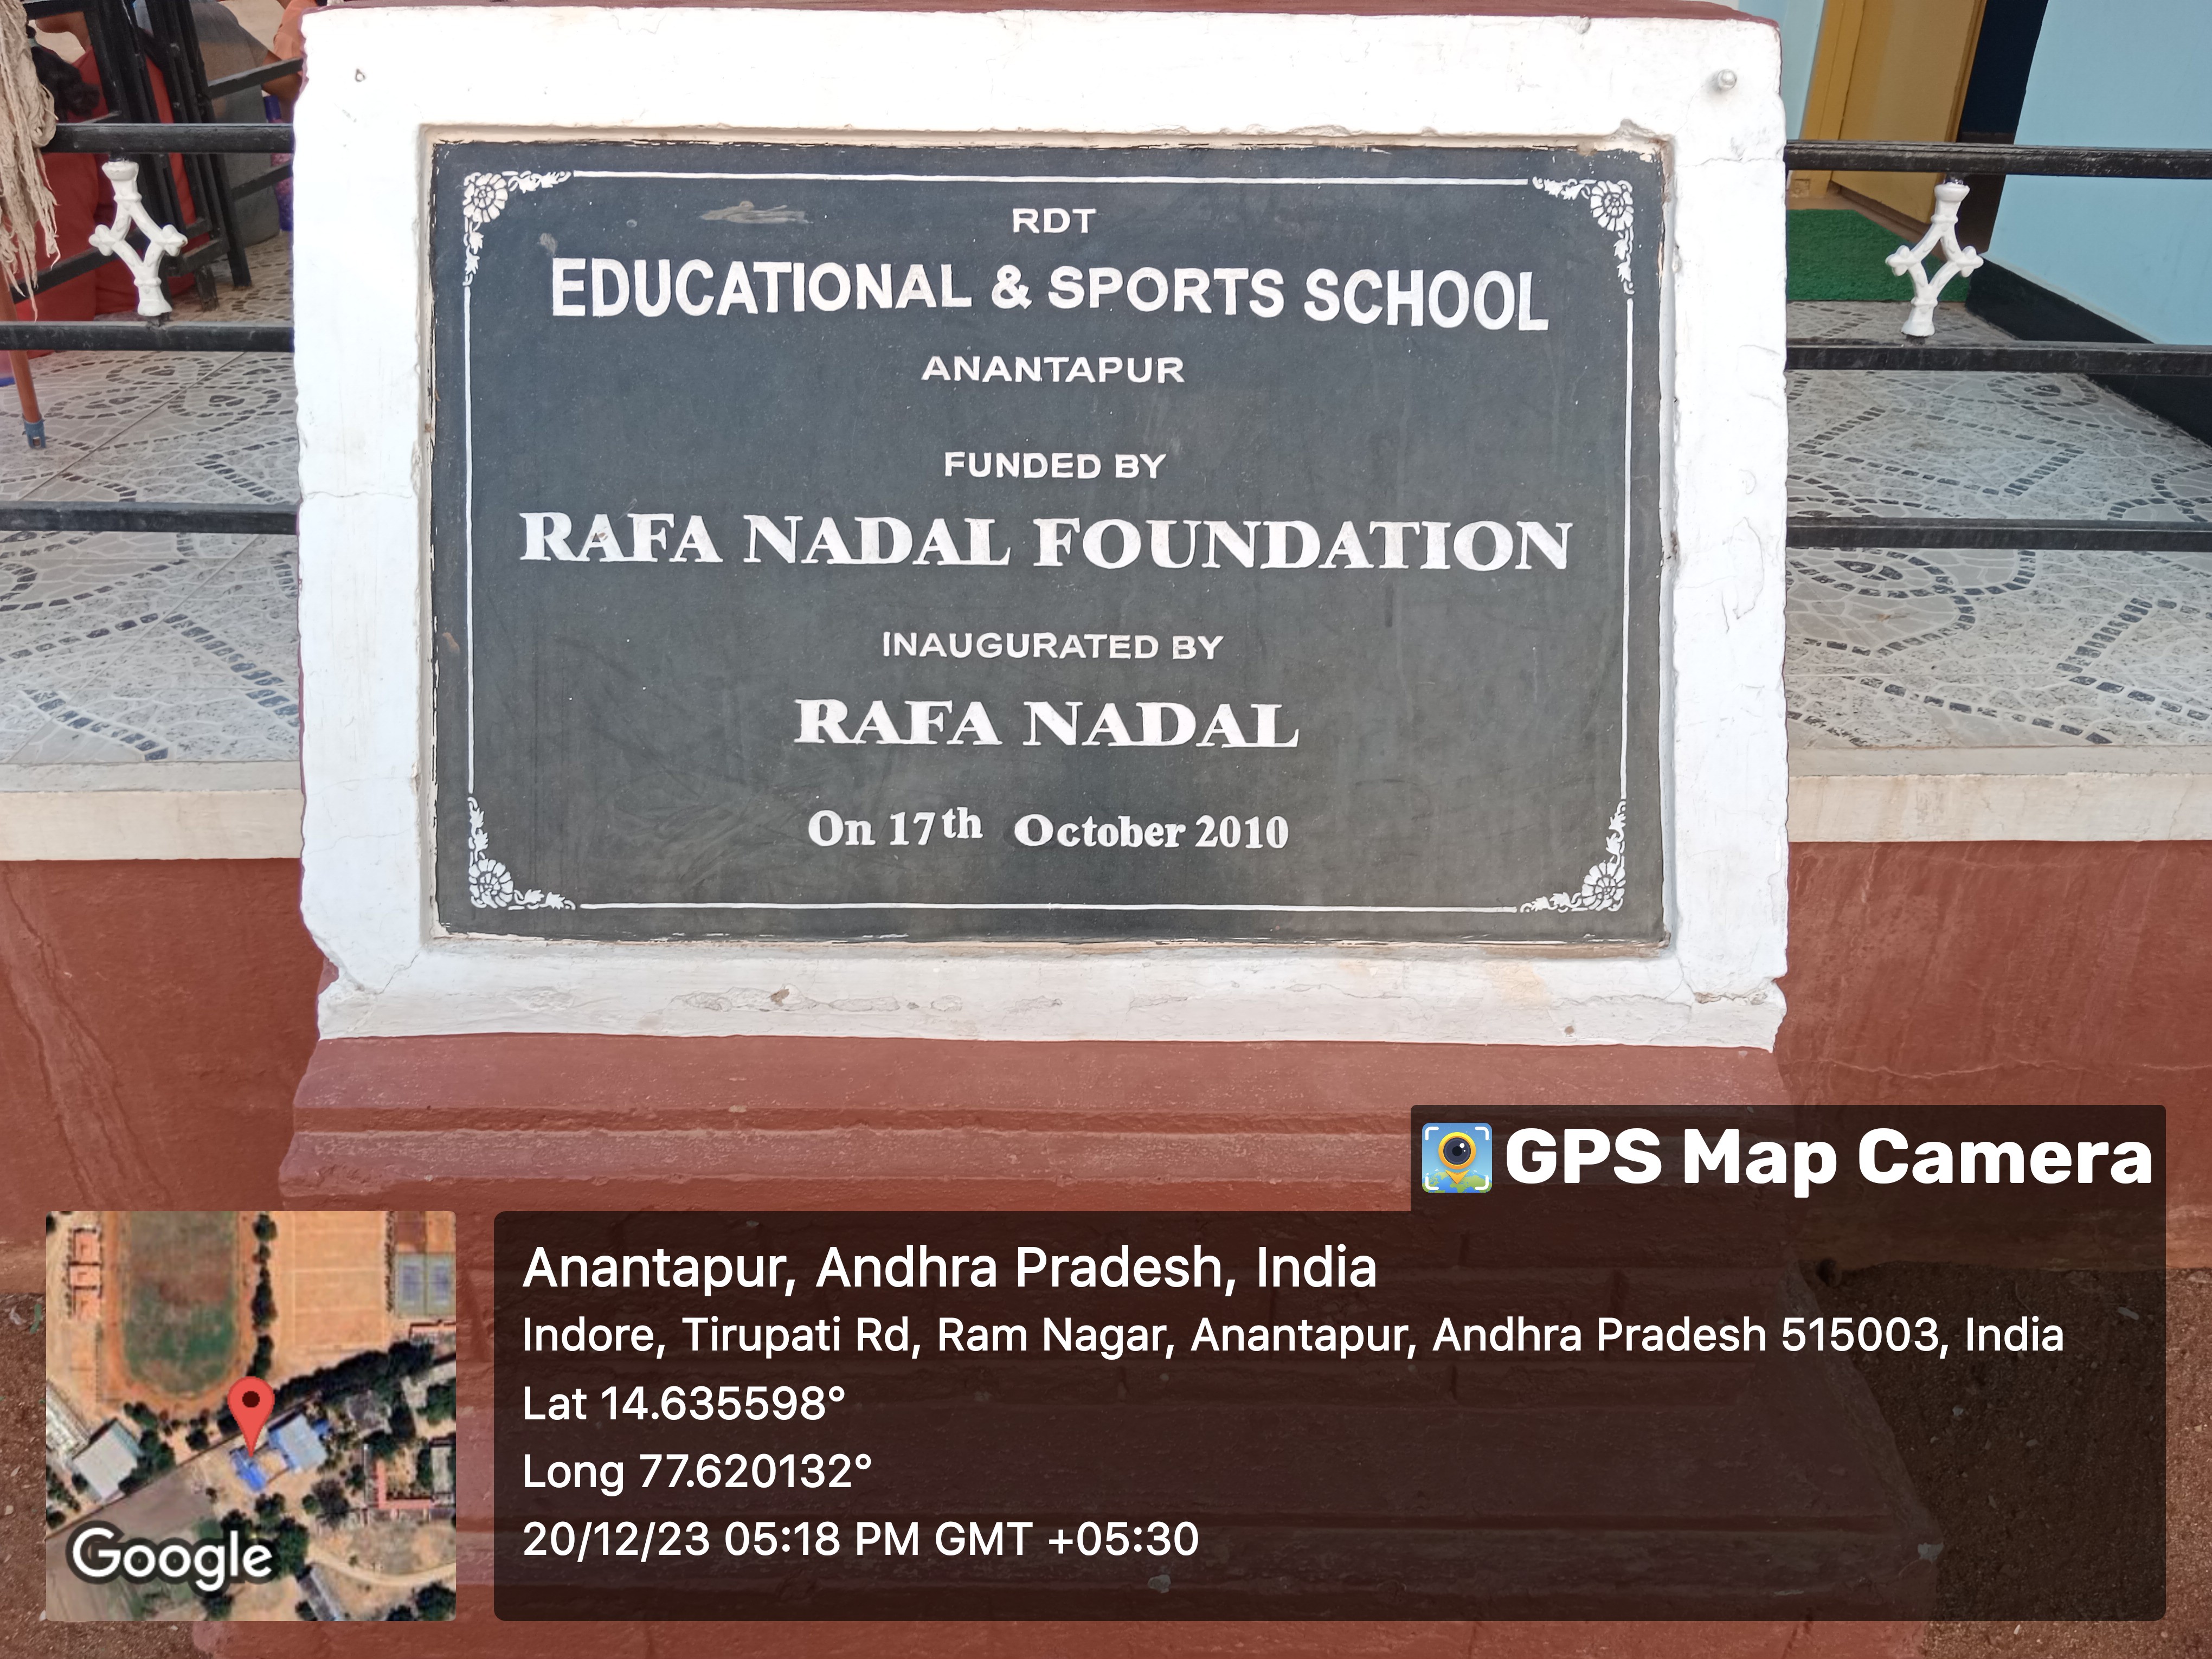 RDT
EDUCATIONAL & SPORTS SCHOOL
ANANTAPUR
FUNDED BY
RAFA NADAL FOUNDATION
INAUGURATED BY
RAFA NADAL
On 17th October 2010
GPS Map Camera
Google
Anantapur, Andhra Pradesh, India
Indore, Tirupati Rd, Ram Nagar, Anantapur, Andhra Pradesh 515003, India
Lat 14.635598°
Long 77.620132°
20/12/23 05:18 PM GMT +05:30